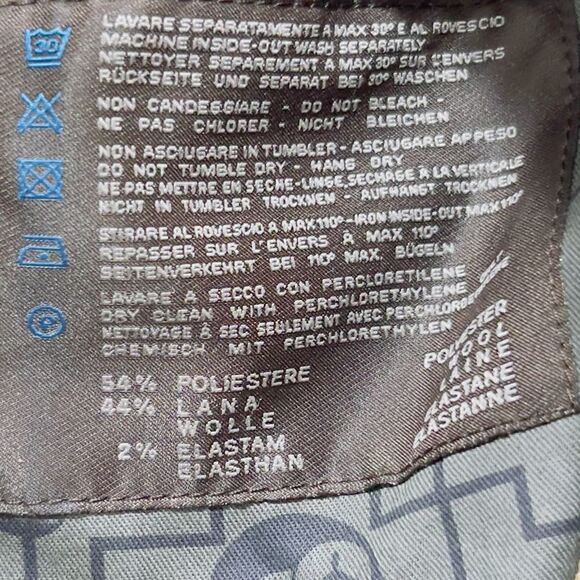 30
LAVARE SEPARATAMENTE A MAX 30° E AL ROVESCIO
MACHINE INSIDE-OUT WASH SEPARATELY
NETTOYER SEPAREMENT A MAX 30° SUR L'ENVERS
RÜCKSEITE UND SEPARAT BEI 30° WASCHEN
NON CANDEGGIARE - DO NOT BLEACH -
NE PAS CHLORER - NICHT BLEICHEN
NON ASCIUGARE IN TUMBLER - ASCIUGARE APPESO
DO NOT TUMBLE DRY - HANG DRY
NE PAS METTRE EN SECHE-LINGE, SECHAGE A LA VERTICALE
NICHT IN TUMBLER TROCKNEN - AUFHANGT TROCKNEN
STIRARE AL ROVESCIO A MAX 110° - IRON INSIDE-OUT MAX 110°
REPASSER SUR L'ENVERS À MAX 110°
SEITENVERKEHRT BEI 110° MAX. BÜGELN
LAVARE A SECCO CON PERCLORETILENE
DRY CLEAN WITH PERCHLORETHYLENE
NETTOYAGE À SEC SEULEMENT AVEC
CHEMISCH MIT PERCHLORETHYLEN
54% POLIESTERE POLYESTER
44% LANA WOOL
WOLLE LAINE
2% ELASTAM ELASTANE
ELASTHAN ELASTANNE